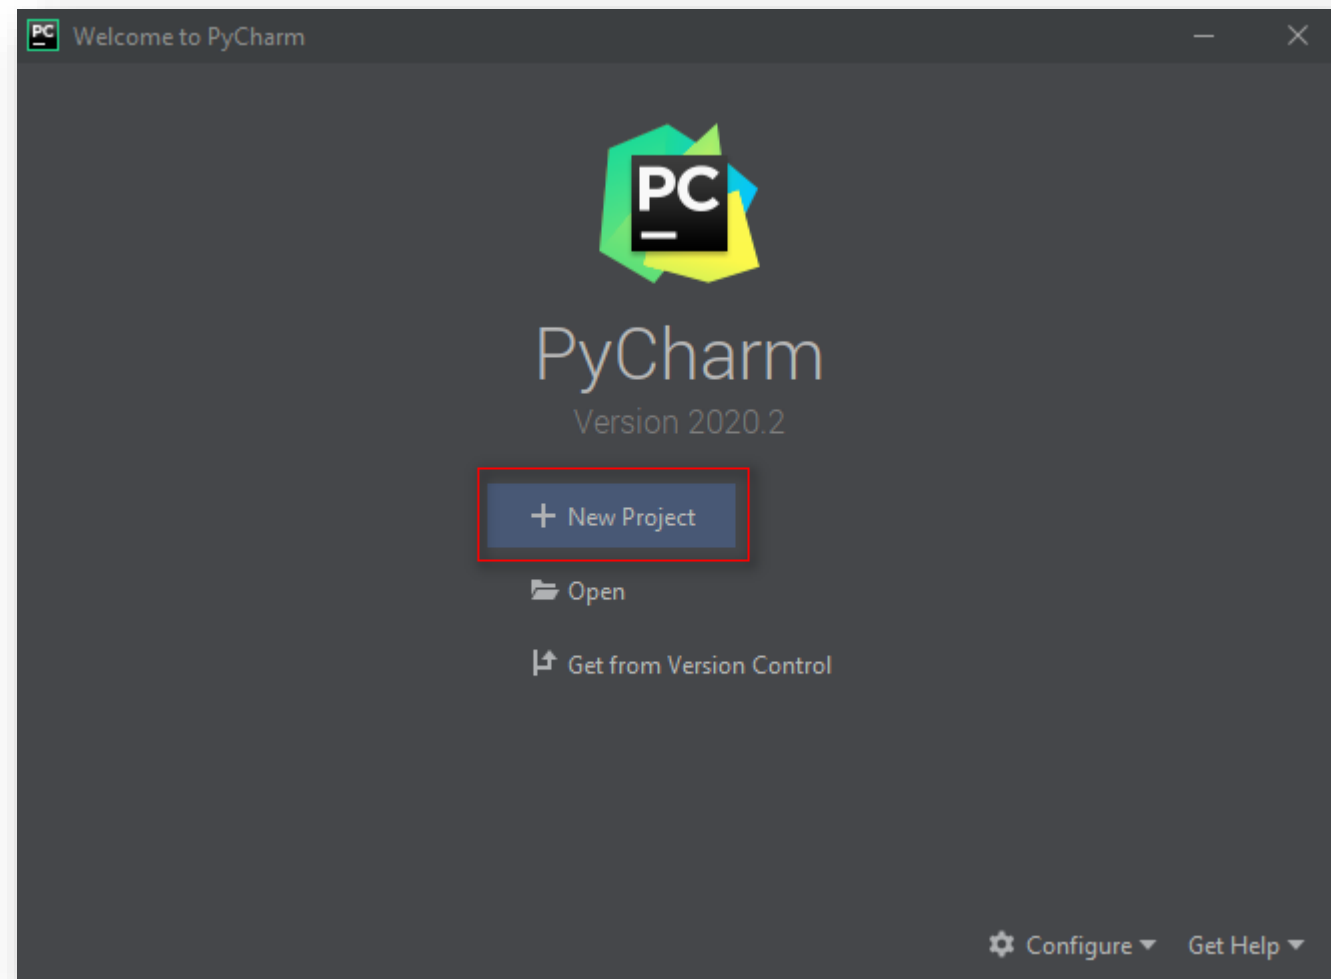 PC Welcome to PyCharm
PC
PyCharm
Version 2020.2
New Project
Open
Get from Version Control
Configure Get Help